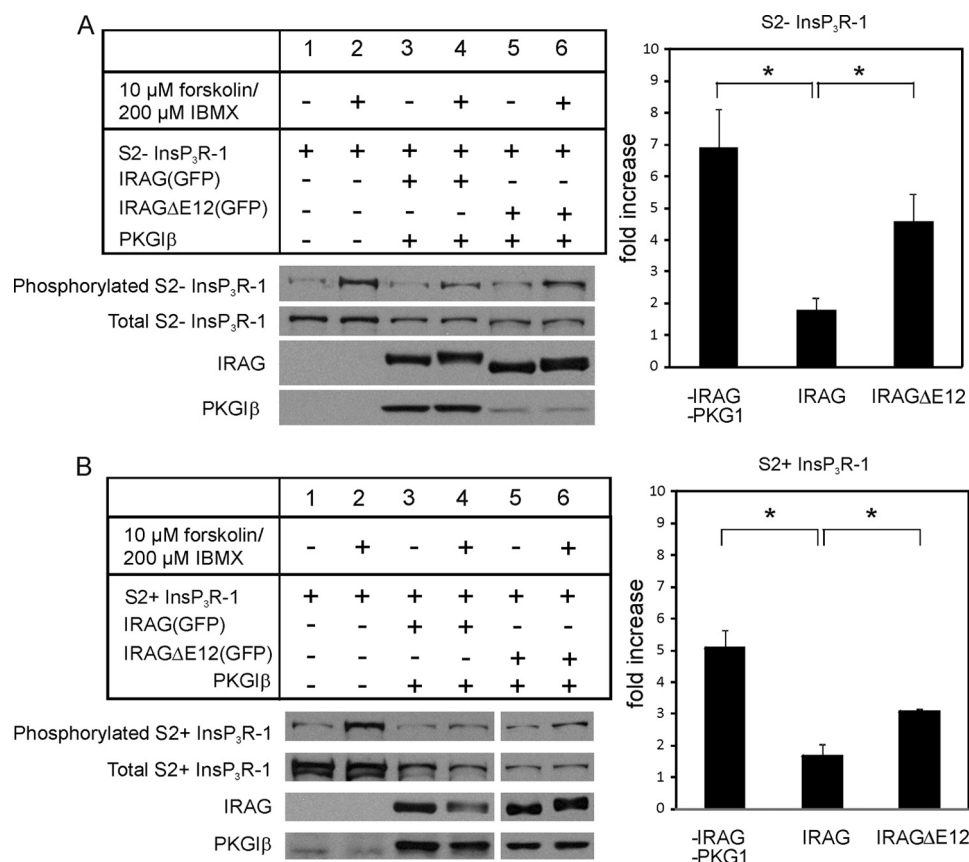 A
1 2 3 4 5 6
10 µM forskolin/
200 µM IBMX
- + - + - +
S2- InsP₃R-1 + + + + + +
IRAG(GFP) - - + + - -
IRAGΔE12(GFP) - - - - + +
PKGIβ - - + + + +
Phosphorylated S2- InsP₃R-1
Total S2- InsP₃R-1
IRAG
PKGIβ
S2- InsP₃R-1
10
9
8
7
6
5
4
3
2
1
0
fold increase
* *
-IRAG
-PKG1
IRAG
IRAGΔE12
B
1 2 3 4 5 6
10 µM forskolin/
200 µM IBMX
- + - + - +
S2+ InsP₃R-1 + + + + + +
IRAG(GFP) - - + + - -
IRAGΔE12(GFP) - - - - + +
PKGIβ - - + + + +
Phosphorylated S2+ InsP₃R-1
Total S2+ InsP₃R-1
IRAG
PKGIβ
S2+ InsP₃R-1
10
9
8
7
6
5
4
3
2
1
0
fold increase
* *
-IRAG
-PKG1
IRAG
IRAGΔE12